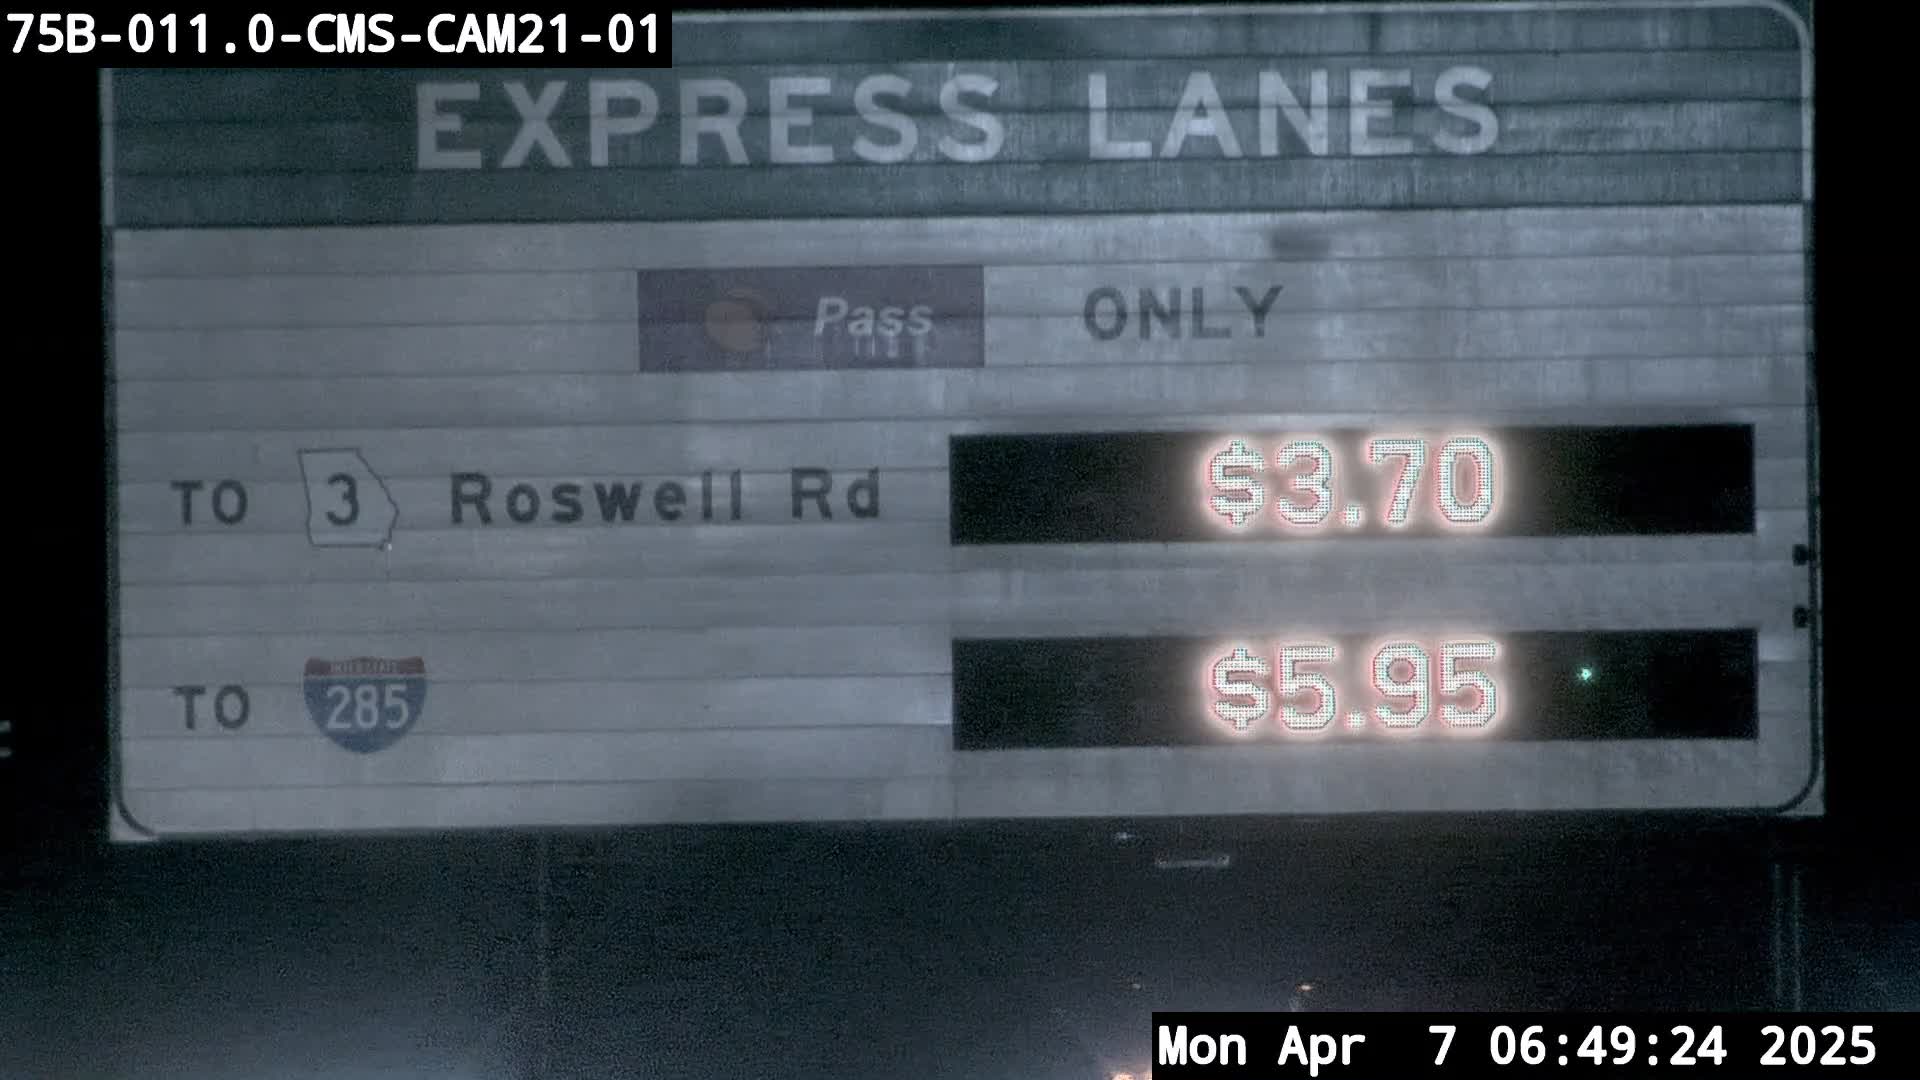 75B-011.0-CMS-CAM21-01
EXPRESS LANES
Pass ONLY
TO 3 Roswell Rd $3.70
INTERSTATE
TO 285 $5.95
Mon Apr 7 06:49:24 2025